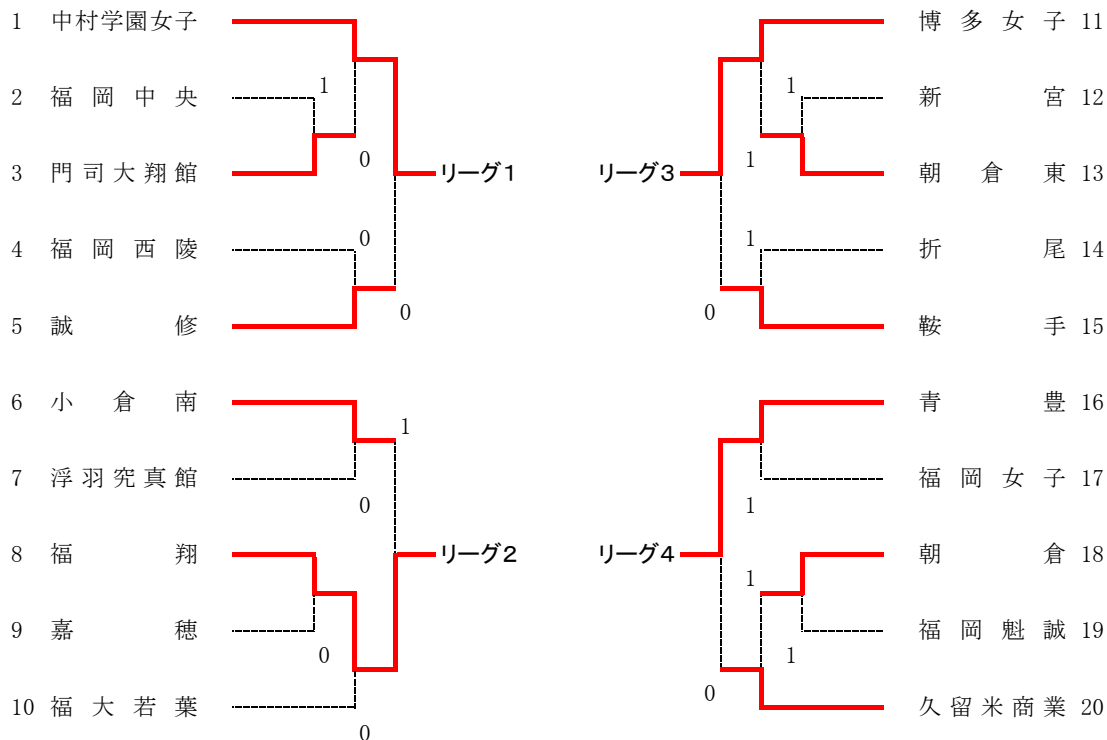 1 中村学園女子
2 福岡中央
1
3 門司大翔館
0
リーグ1
4 福岡西陵
0
5 誠修
0
6 小倉南
1
7 浮羽究真館
0
8 福翔
リーグ2
9 嘉穂
0
10 福大若葉
0
博多女子 11
1
新宮 12
リーグ3
1
朝倉東 13
1
折尾 14
0
鞍手 15
青豊 16
福岡女子 17
1
リーグ4
1
朝倉 18
福岡魁誠 19
1
0
久留米商業 20